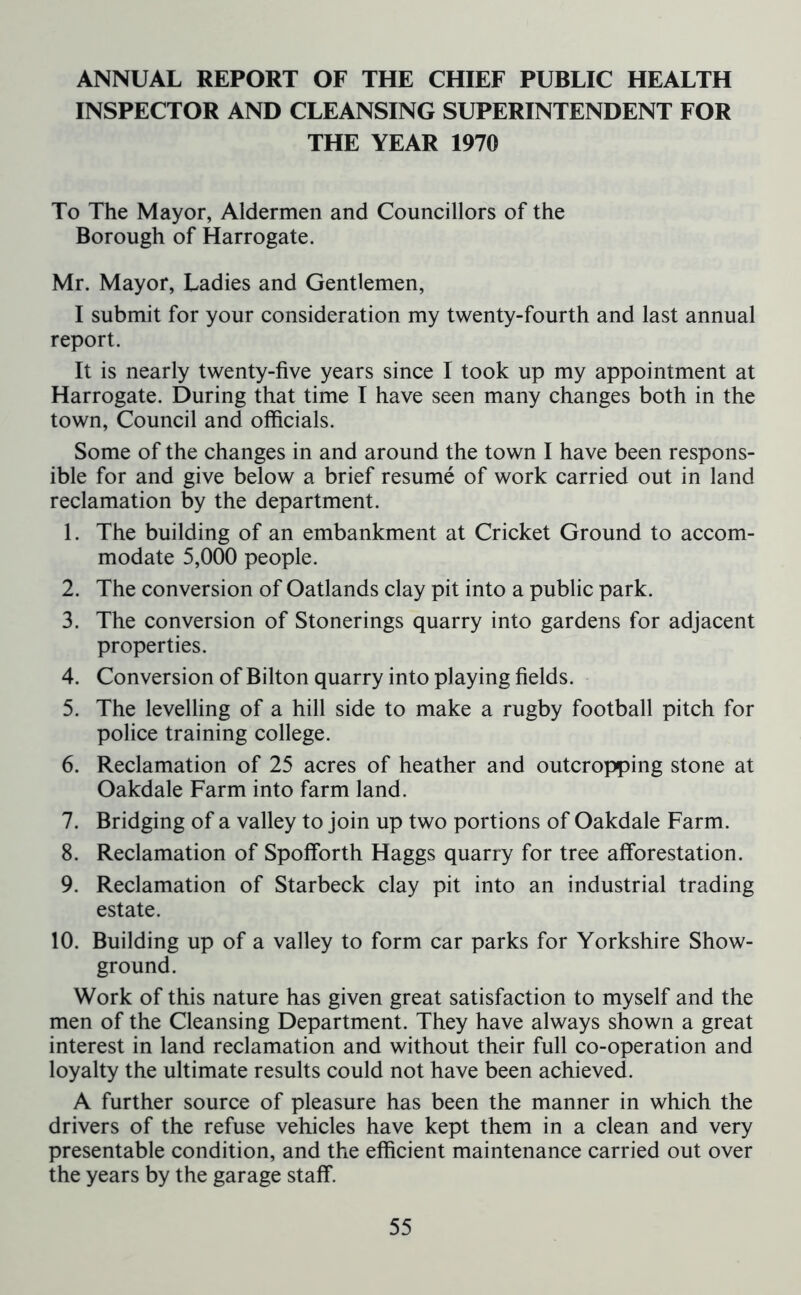 ANNUAL REPORT OF THE CHIEF PUBLIC HEALTH
INSPECTOR AND CLEANSING SUPERINTENDENT FOR
THE YEAR 1970
To The Mayor, Aldermen and Councillors of the
Borough of Harrogate.
Mr. Mayor, Ladies and Gentlemen,
I submit for your consideration my twenty-fourth and last annual
report.
It is nearly twenty-five years since I took up my appointment at
Harrogate. During that time I have seen many changes both in the
town, Council and officials.
Some of the changes in and around the town I have been respons-
ible for and give below a brief resumé of work carried out in land
reclamation by the department.
1. The building of an embankment at Cricket Ground to accom-
modate 5,000 people.
2. The conversion of Oatlands clay pit into a public park.
3. The conversion of Stonerings quarry into gardens for adjacent
properties.
4. Conversion of Bilton quarry into playing fields.
5. The levelling of a hill side to make a rugby football pitch for
police training college.
6. Reclamation of 25 acres of heather and outcropping stone at
Oakdale Farm into farm land.
7. Bridging of a valley to join up two portions of Oakdale Farm.
8. Reclamation of Spofforth Haggs quarry for tree afforestation.
9. Reclamation of Starbeck clay pit into an industrial trading
estate.
10. Building up of a valley to form car parks for Yorkshire Show-
ground.
Work of this nature has given great satisfaction to myself and the
men of the Cleansing Department. They have always shown a great
interest in land reclamation and without their full co-operation and
loyalty the ultimate results could not have been achieved.
A further source of pleasure has been the manner in which the
drivers of the refuse vehicles have kept them in a clean and very
presentable condition, and the efficient maintenance carried out over
the years by the garage staff.
55